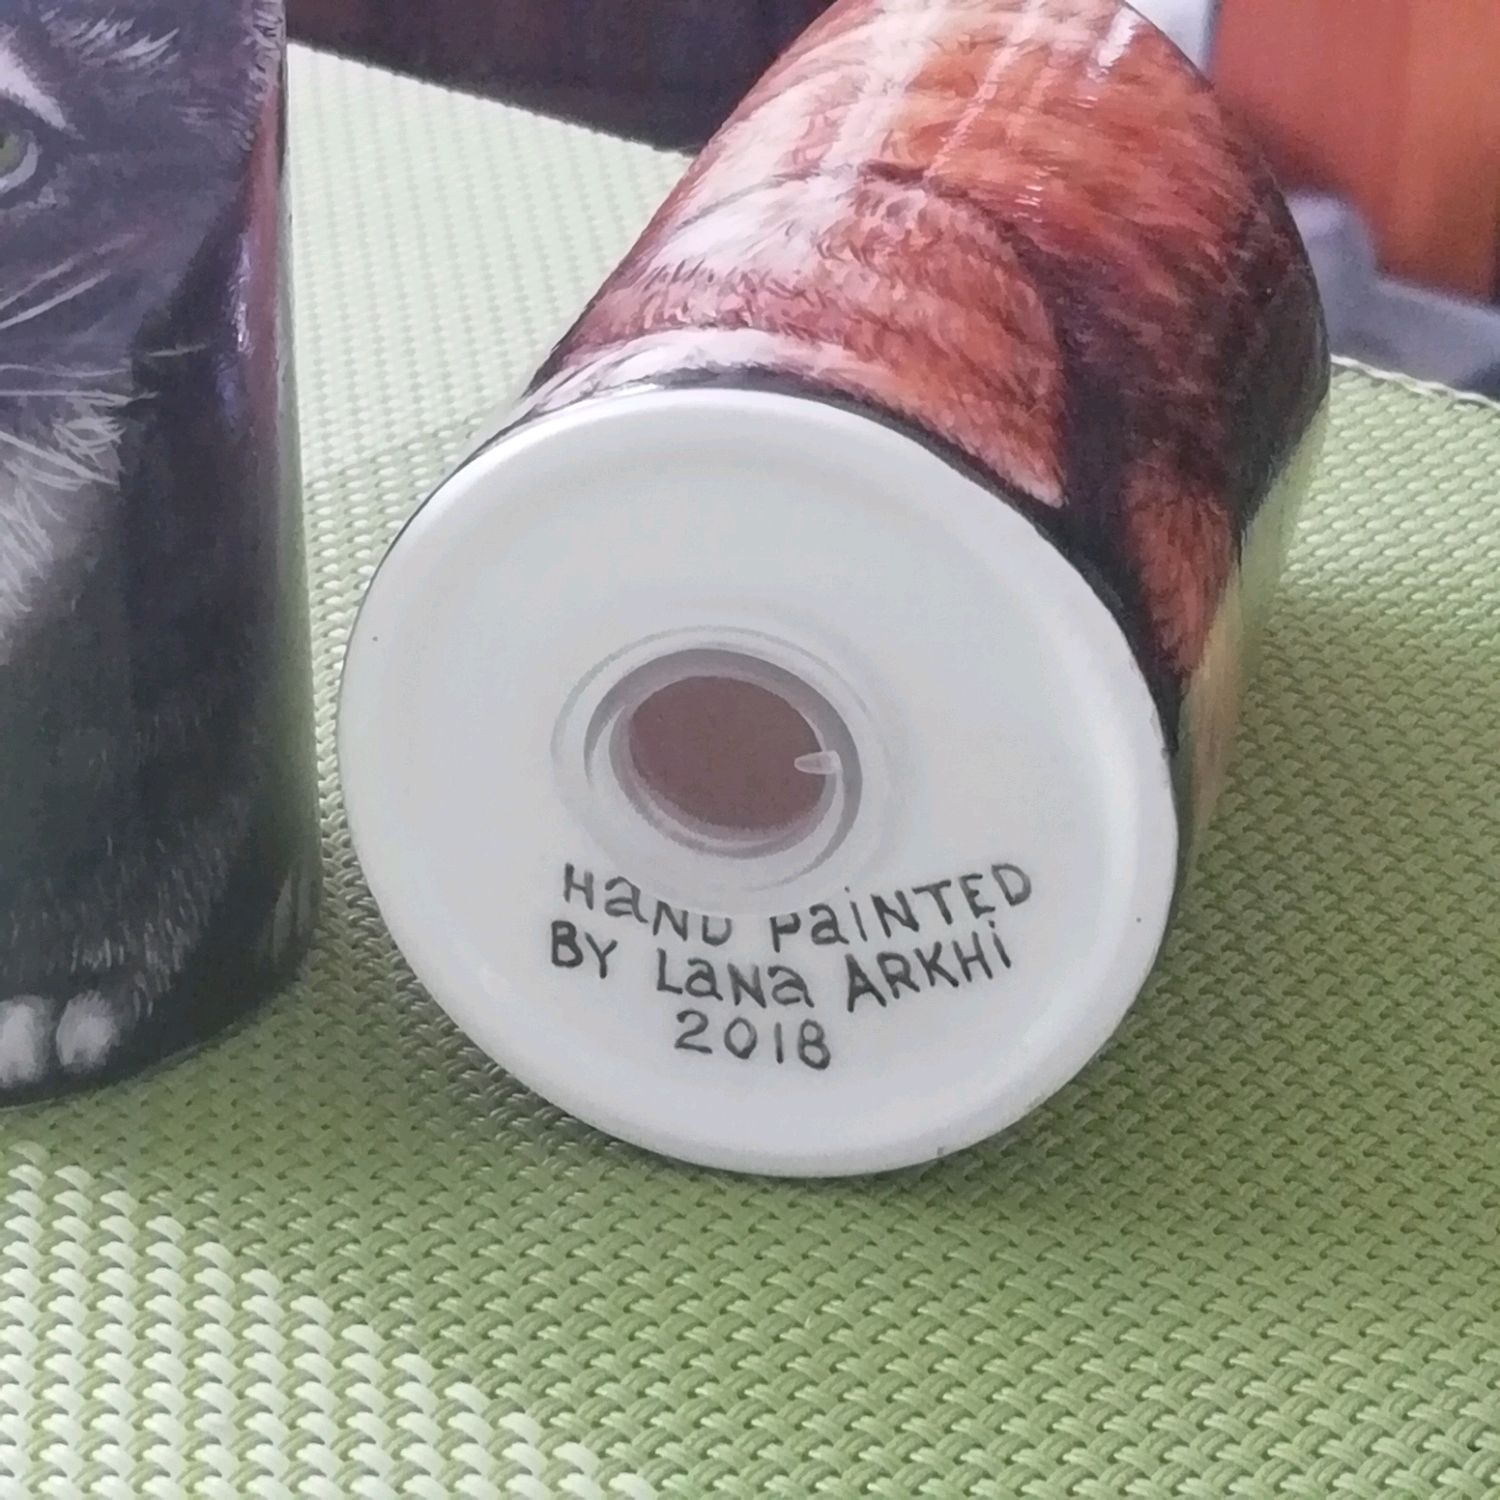 HaND PaiNTED
BY LaNa ARKHi
2018